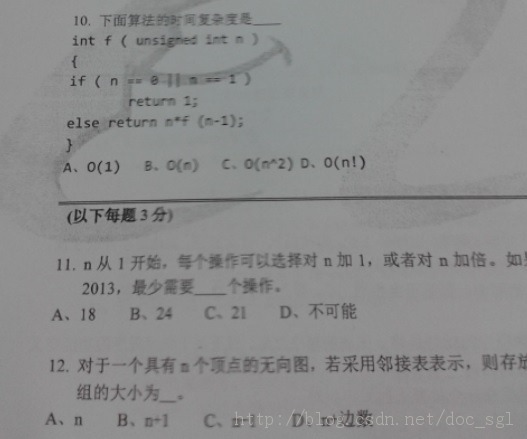 10. 下面算法的时间复杂度是____
int f ( unsigned int n )
{
if ( n == 0 || n == 1 )
return 1;
else return n*f (n-1);
}
A、O(1) B、O(n) C、O(n^2) D、O(n!)
(以下每题 3 分)
11. n 从 1 开始，每个操作可以选择对 n 加 1，或者对 n 加倍。如
2013，最少需要____个操作。
A、18 B、24 C、21 D、不可能
12. 对于一个具有 n 个顶点的无向图，若采用邻接表表示，则存放
组的大小为__。
A、n B、n+1 C、n-1 D、 边数
http://blog.csdn.net/doc_sgl